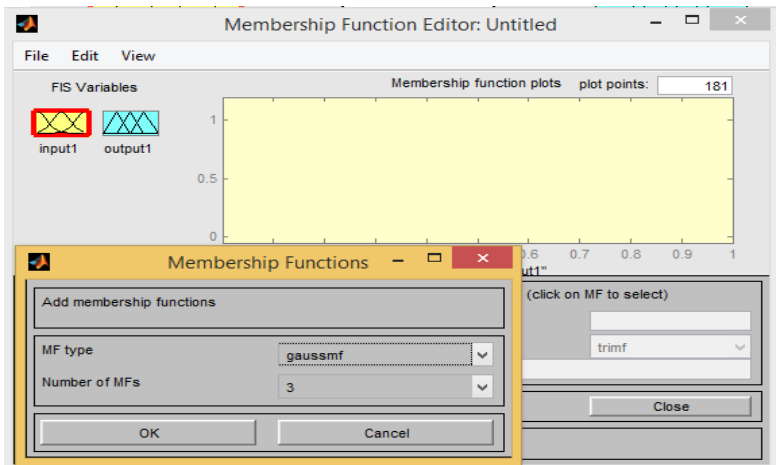 Membership Function Editor: Untitled
File Edit View
FIS Variables
Membership function plots plot points: 181
input1 output1
1
0.5
0
0.6 0.7 0.8 0.9 1
ut1"
Membership Functions
Add membership functions
MF type gaussmf
Number of MFs 3
OK Cancel
(click on MF to select)
trimf
Close